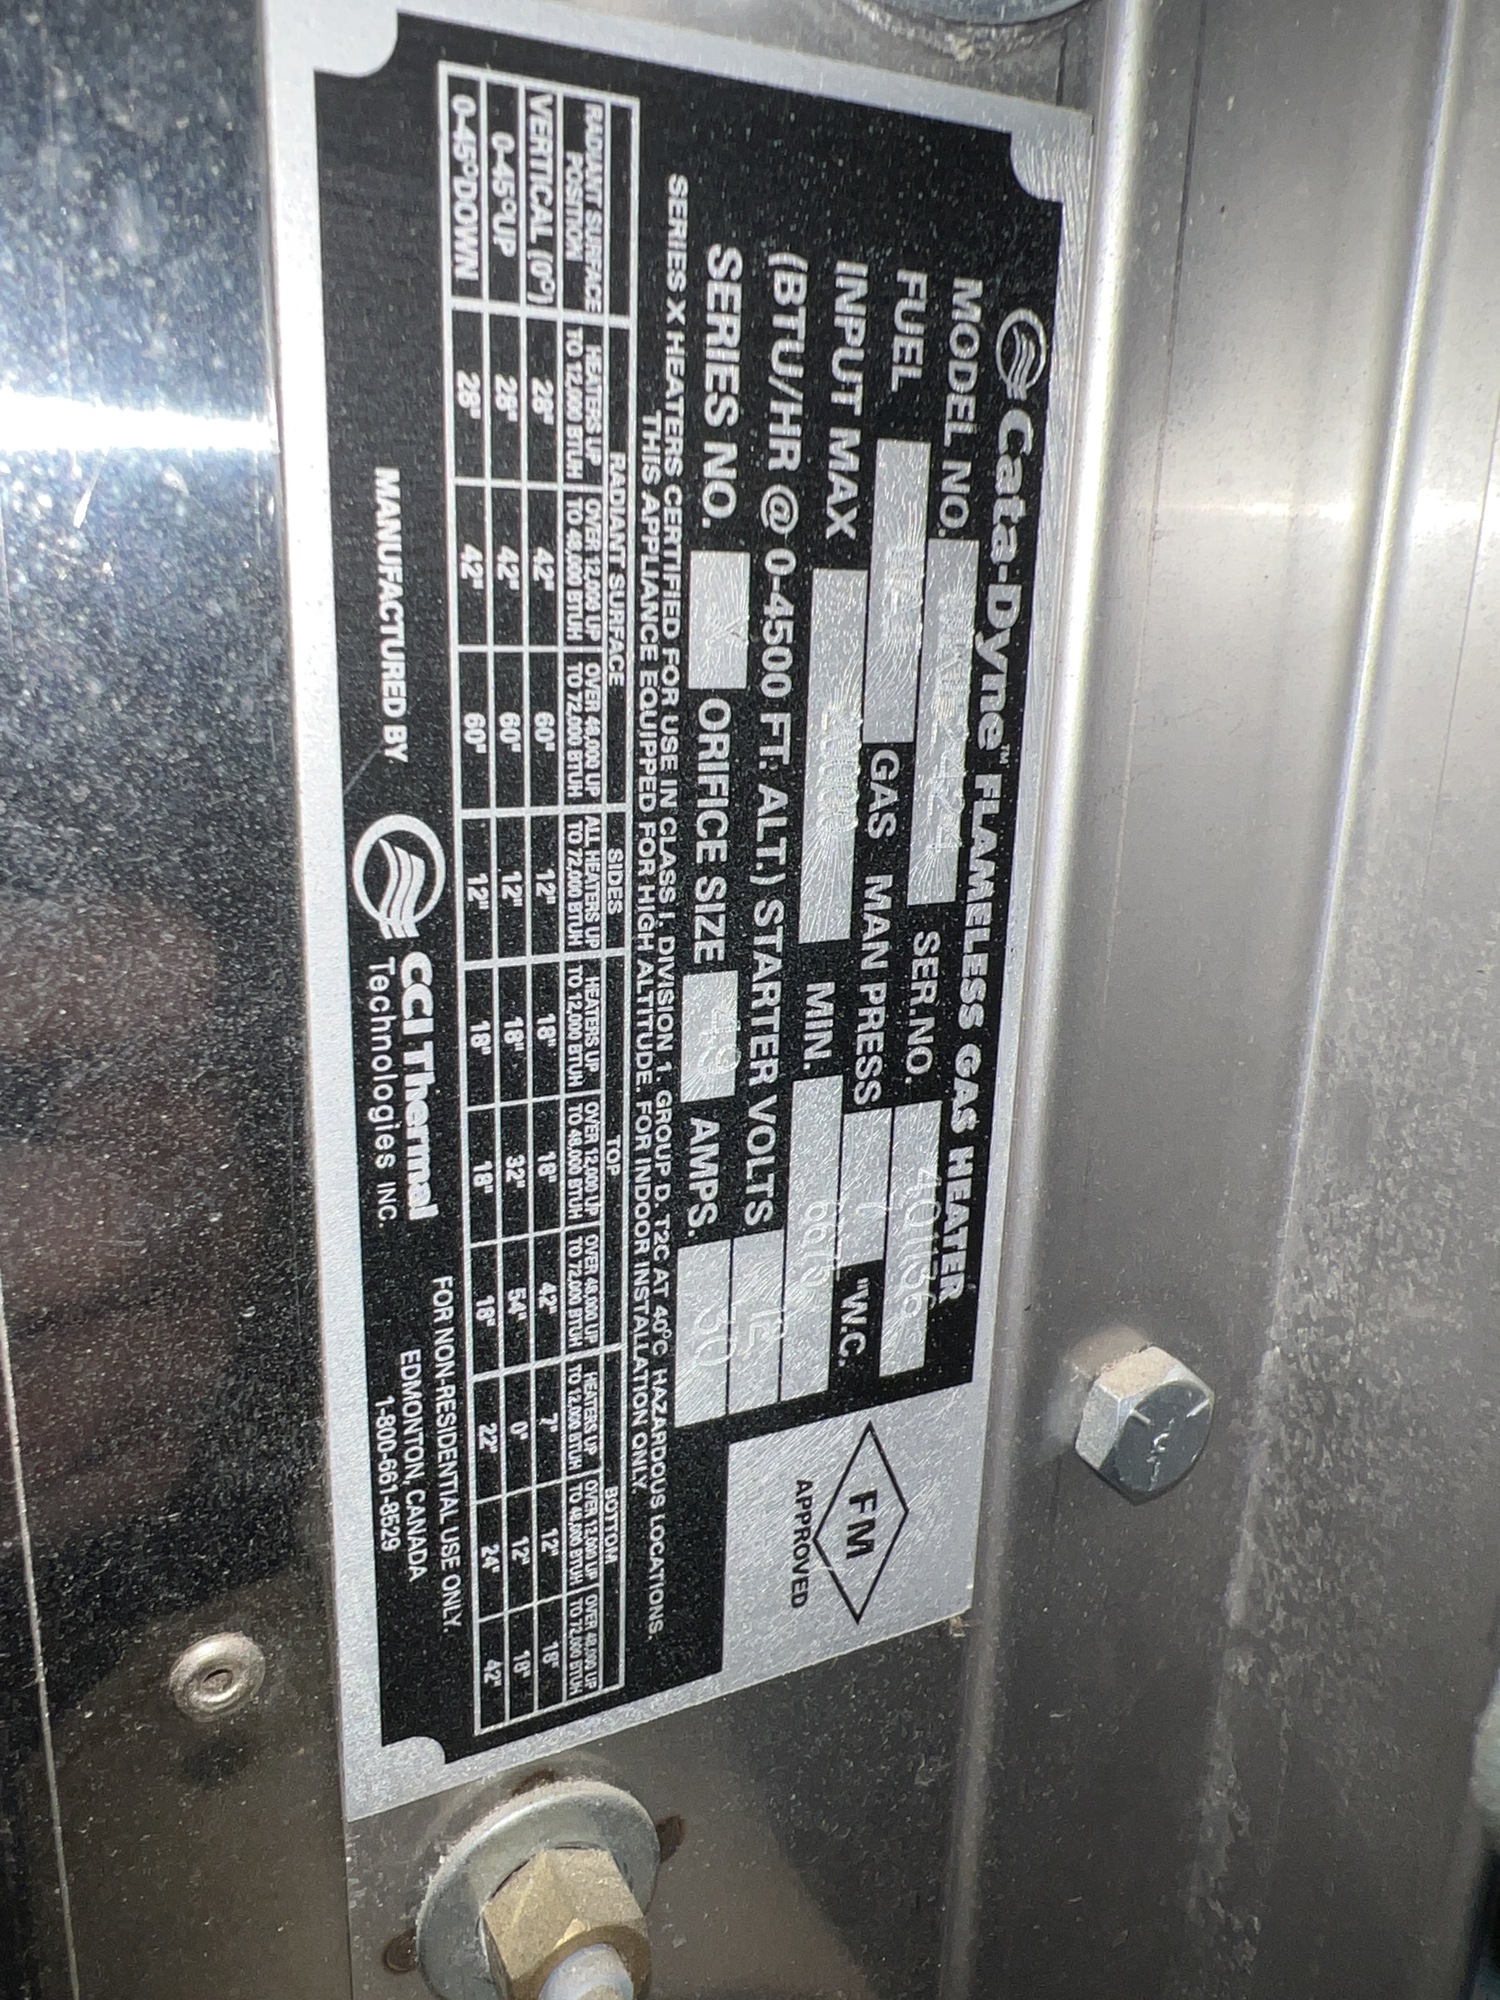 Cata-Dyne™ FLAMELESS GAS HEATER
MODEL NO. SER.NO. 401156
FUEL GAS MAN PRESS 7 "W.C.
INPUT MAX MIN. 6675
(BTU/HR @ 0-4500 FT. ALT.) STARTER VOLTS 12
SERIES NO. X ORIFICE SIZE 48 AMPS. 30
FM
APPROVED
SERIES X HEATERS CERTIFIED FOR USE IN CLASS I, DIVISION 1. GROUP D, T2C AT 40°C HAZARDOUS LOCATIONS.
THIS APPLIANCE EQUIPPED FOR HIGH ALTITUDE. FOR INDOOR INSTALLATION ONLY.
RADIANT SURFACE POSITION RADIANT SURFACE SIDES TOP BOTTOM
HEATERS UP TO 12,000 BTUH OVER 12,000 UP TO 48,000 BTUH OVER 48,000 UP TO 72,000 BTUH ALL HEATERS UP TO 72,000 BTUH HEATERS UP TO 12,000 BTUH OVER 12,000 UP TO 48,000 BTUH OVER 48,000 UP TO 72,000 BTUH HEATERS UP TO 12,000 BTUH OVER 12,000 UP TO 48,000 BTUH OVER 48,000 UP TO 72,000 BTUH
VERTICAL (0°) 28" 42" 60" 12" 18" 18" 42" 7" 12" 18"
0-45°UP 28" 42" 60" 12" 18" 32" 54" 0" 12" 18"
0-45°DOWN 28" 42" 60" 12" 18" 18" 18" 22" 24" 42"
MANUFACTURED BY
CCI Thermal
Technologies INC.
FOR NON-RESIDENTIAL USE ONLY.
EDMONTON, CANADA
1-800-661-8529